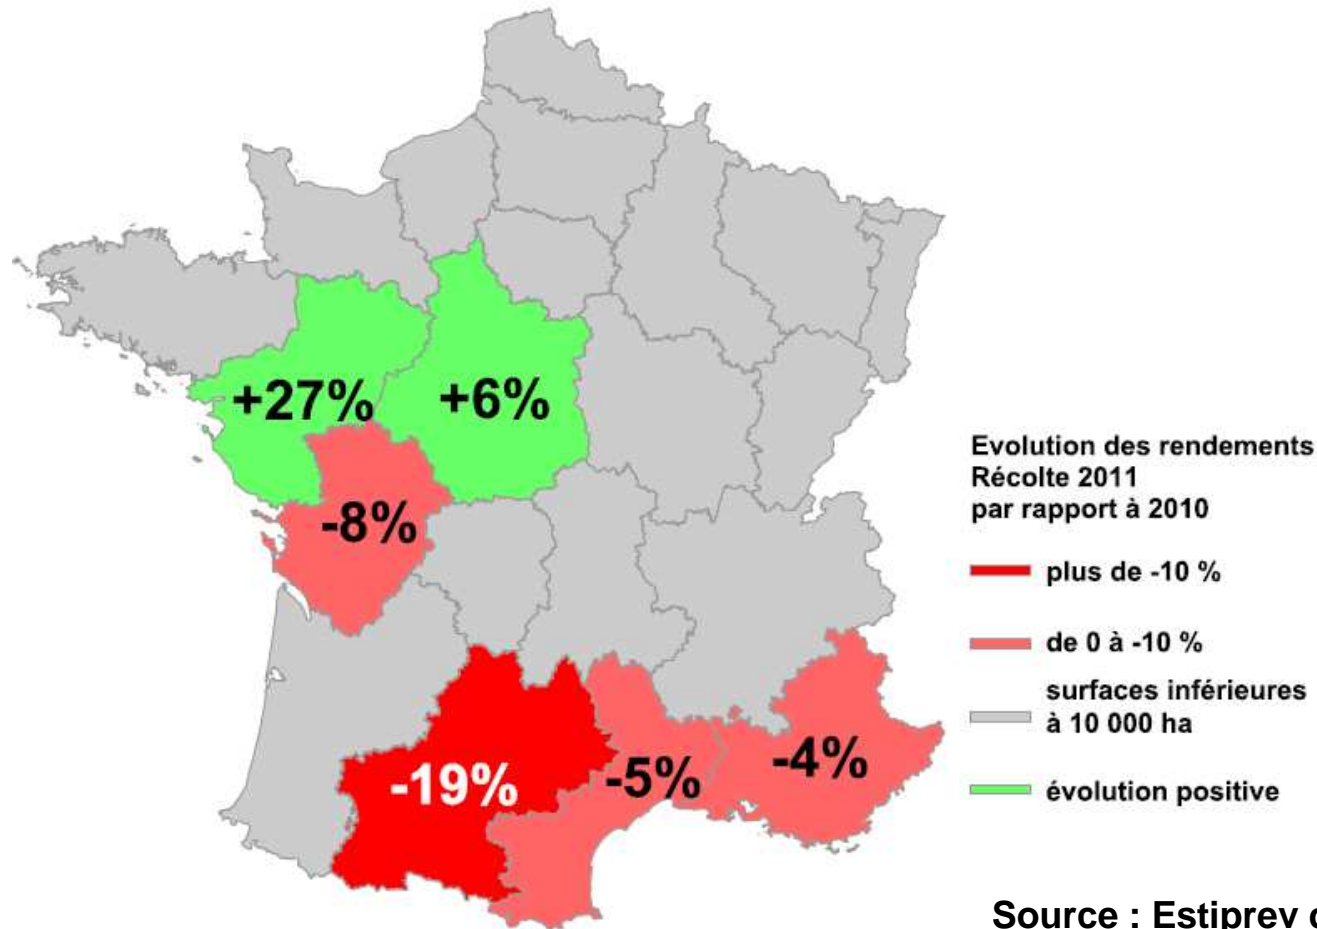 +27%
+6%
-8%
-19%
-5%
-4%
Evolution des rendements
Récolte 2011
par rapport à 2010
plus de -10 %
de 0 à -10 %
surfaces inférieures
à 10 000 ha
évolution positive
Source : Estiprev